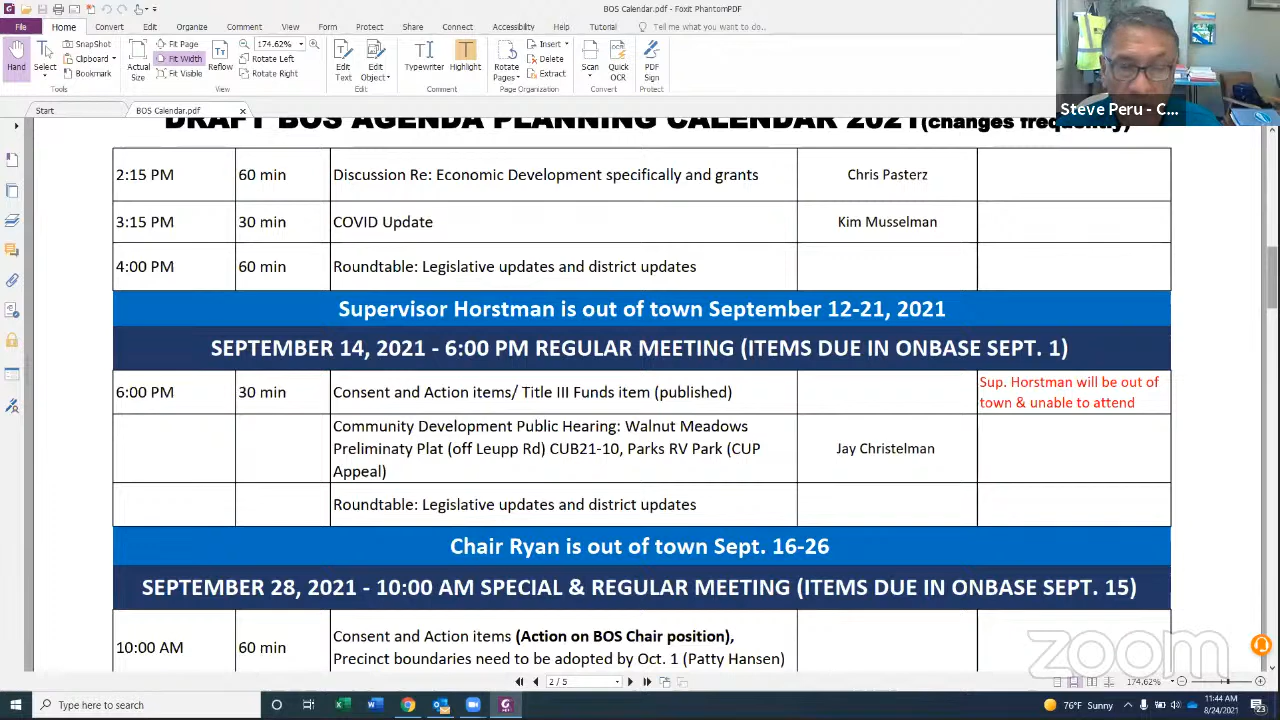 BOS Calendar.pdf - Foxit PhantomPDF
File Home Convert Edit Organize Comment View Form Protect Share Connect Accessibility Help Tutorial Tell me what you want to do...
Hand
Select
SnapShot
Clipboard
Bookmark
Tools
Actual Size
Fit Page
Fit Width
Fit Visible
Reflow
174.62%
Rotate Left
Rotate Right
View
Edit Text
Edit Object
Edit
Typewriter
Highlight
Comment
Rotate Pages
Insert
Delete
Extract
Page Organization
Scan
Quick OCR
Convert
PDF Sign
Protect
Steve Peru - C...
Start
BOS Calendar.pdf
DRAFT BOS AGENDA PLANNING CALENDAR 2021(changes frequently)
2:15 PM 60 min Discussion Re: Economic Development specifically and grants Chris Pasterz
3:15 PM 30 min COVID Update Kim Musselman
4:00 PM 60 min Roundtable: Legislative updates and district updates
Supervisor Horstman is out of town September 12-21, 2021
SEPTEMBER 14, 2021 - 6:00 PM REGULAR MEETING (ITEMS DUE IN ONBASE SEPT. 1)
6:00 PM 30 min Consent and Action items/ Title III Funds item (published)
Sup. Horstman will be out of
town & unable to attend
Community Development Public Hearing: Walnut Meadows
Preliminaty Plat (off Leupp Rd) CUB21-10, Parks RV Park (CUP
Appeal)
Jay Christelman
Roundtable: Legislative updates and district updates
Chair Ryan is out of town Sept. 16-26
SEPTEMBER 28, 2021 - 10:00 AM SPECIAL & REGULAR MEETING (ITEMS DUE IN ONBASE SEPT. 15)
10:00 AM 60 min Consent and Action items (Action on BOS Chair position),
Precinct boundaries need to be adopted by Oct. 1 (Patty Hansen)
zoom
2 / 5
174.62%
Type here to search
76°F Sunny
11:44 AM
8/24/2021
23